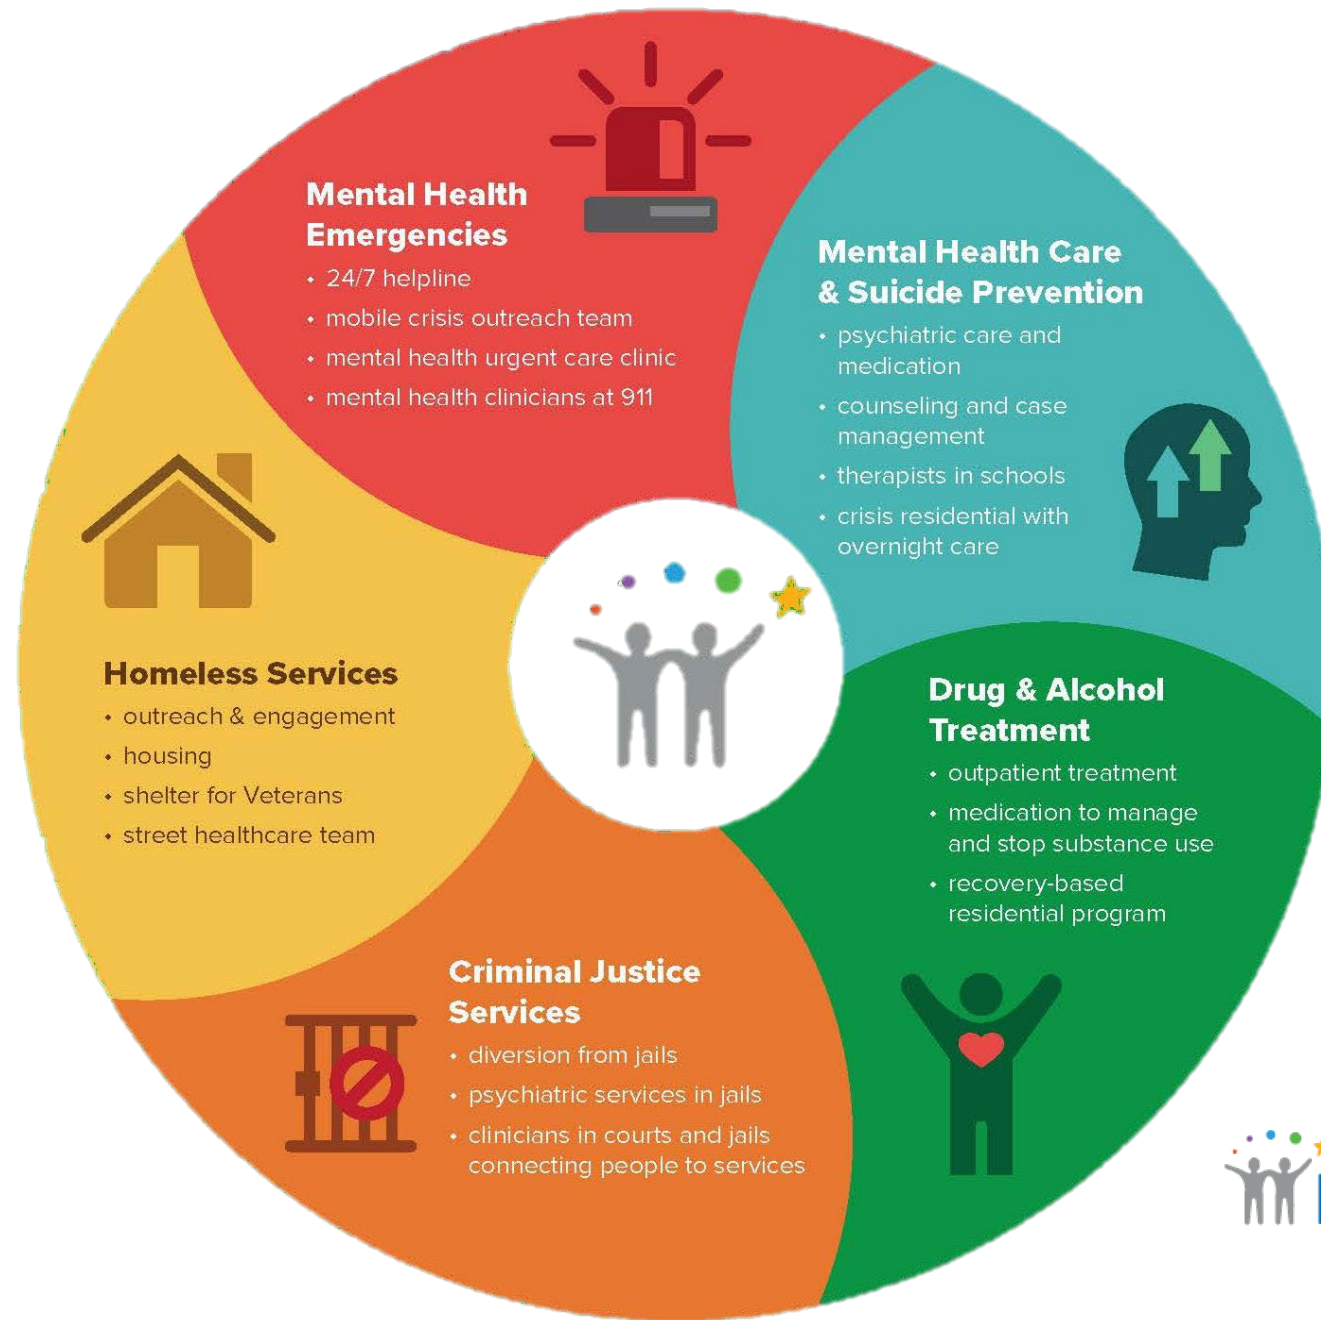 Mental Health
Emergencies
• 24/7 helpline
• mobile crisis outreach team
• mental health urgent care clinic
• mental health clinicians at 911
Mental Health Care
& Suicide Prevention
• psychiatric care and
medication
• counseling and case
management
• therapists in schools
• crisis residential with
overnight care
Drug & Alcohol
Treatment
• outpatient treatment
• medication to manage
and stop substance use
• recovery-based
residential program
Criminal Justice
Services
• diversion from jails
• psychiatric services in jails
• clinicians in courts and jails
connecting people to services
Homeless Services
• outreach & engagement
• housing
• shelter for Veterans
• street healthcare team